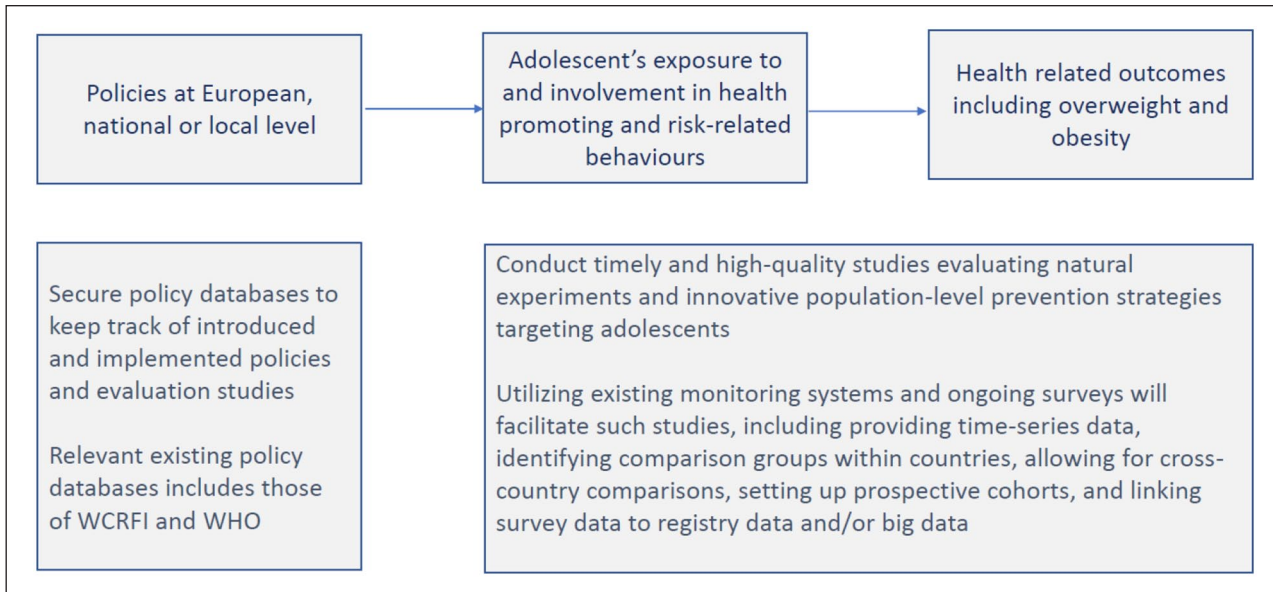 Policies at European,
national or local level
Adolescent's exposure to
and involvement in health
promoting and risk-related
behaviours
Health related outcomes
including overweight and
obesity
Secure policy databases to
keep track of introduced
and implemented policies
and evaluation studies
Relevant existing policy
databases includes those
of WCRFI and WHO
Conduct timely and high-quality studies evaluating natural
experiments and innovative population-level prevention strategies
targeting adolescents
Utilizing existing monitoring systems and ongoing surveys will
facilitate such studies, including providing time-series data,
identifying comparison groups within countries, allowing for cross-
country comparisons, setting up prospective cohorts, and linking
survey data to registry data and/or big data